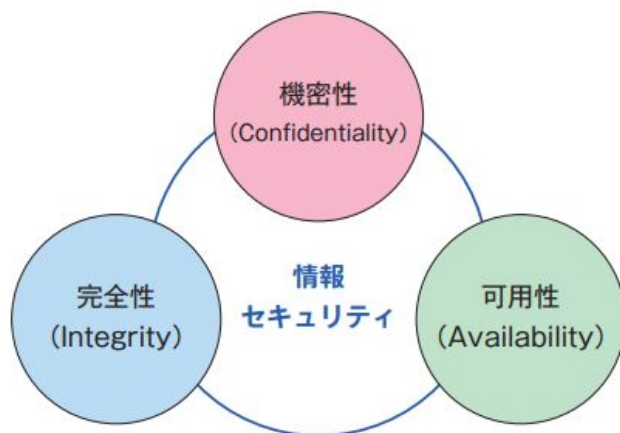 機密性
（Confidentiality）
情報
セキュリティ
完全性
（Integrity）
可用性
（Availability）